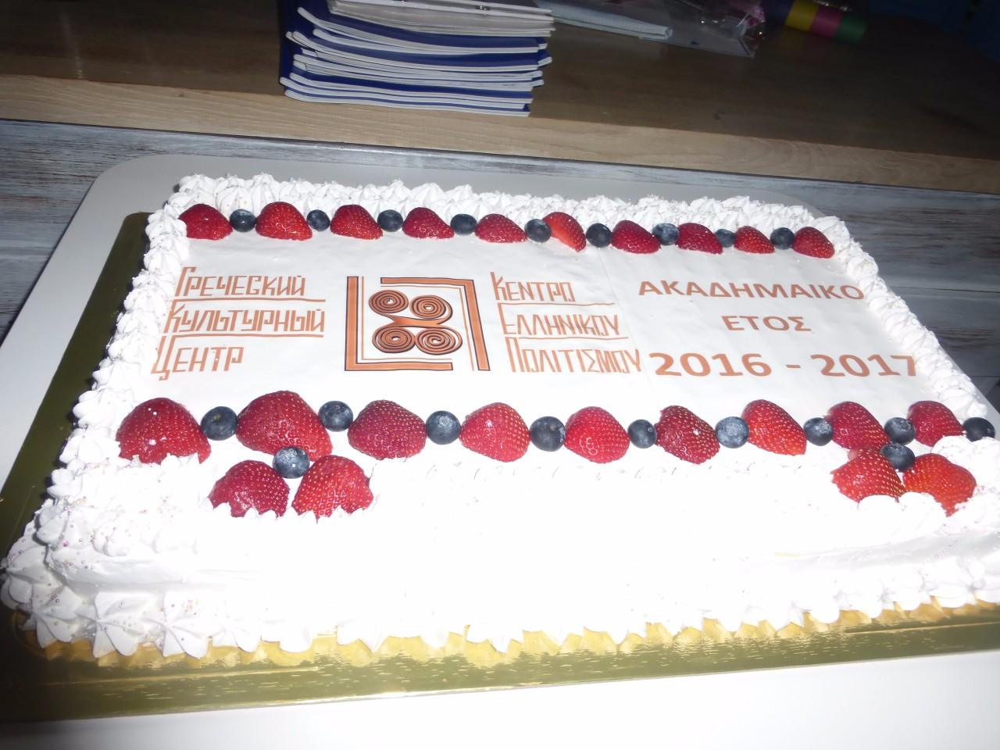 Греческий
Культурный
Центр
Κεντρο
Ελληνικου
Πολιτισμου
ΑΚΑΔΗΜΑΙΚΟ
ΕΤΟΣ
2016 - 2017